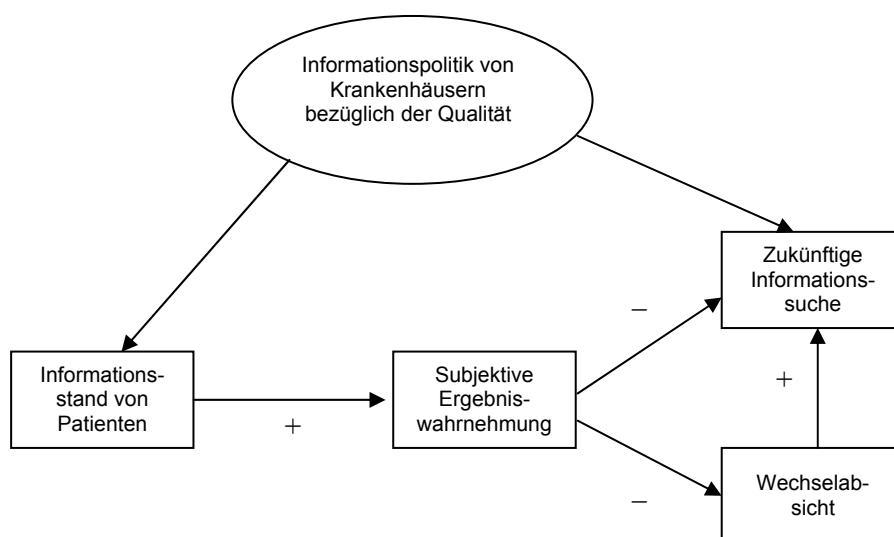 Informationspolitik von
Krankenhäusern
bezüglich der Qualität
Zukünftige
Informations-
suche
–
Informations-
stand von
Patienten
+
Subjektive
Ergebnis-
wahrnehmung
+
–
Wechselab-
sicht